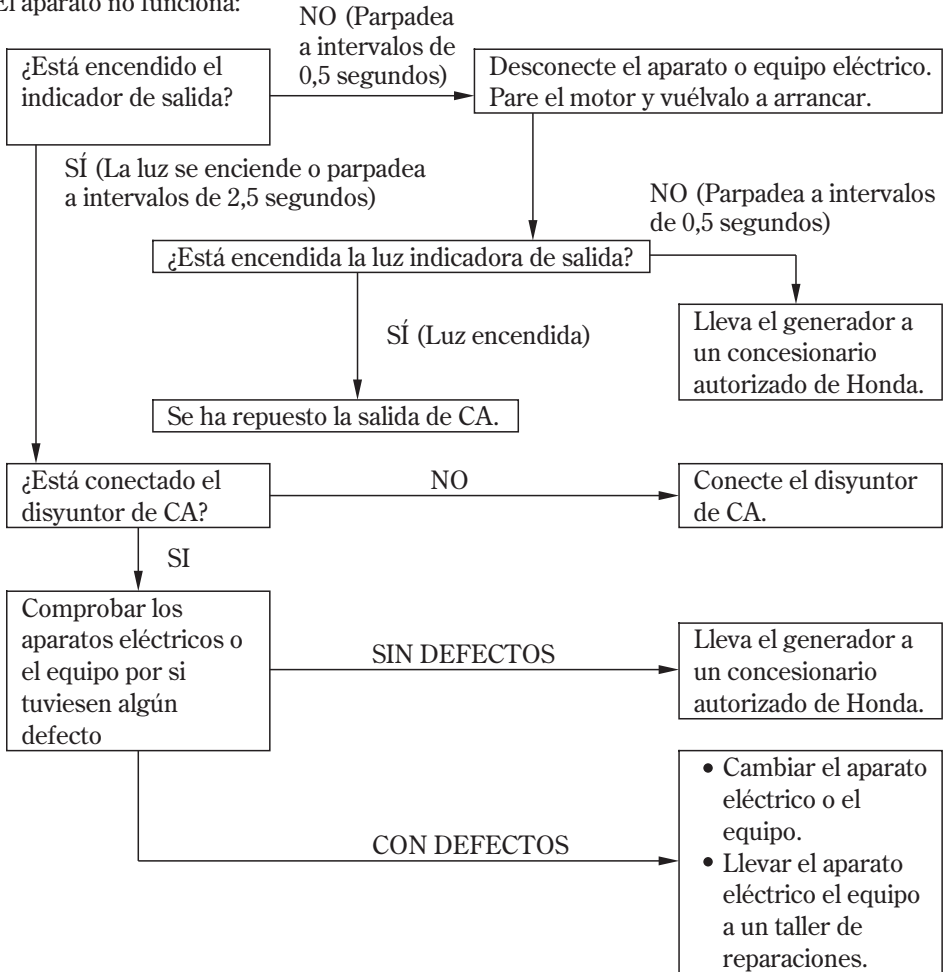 El aparato no funciona:
NO (Parpadea
a intervalos de
0,5 segundos)
¿Está encendido el
indicador de salida?
Desconecte el aparato o equipo eléctrico.
Pare el motor y vuélvalo a arrancar.
SÍ (La luz se enciende o parpadea
a intervalos de 2,5 segundos)
NO (Parpadea a intervalos
de 0,5 segundos)
¿Está encendida la luz indicadora de salida?
SÍ (Luz encendida)
Lleva el generador a
un concesionario
autorizado de Honda.
Se ha repuesto la salida de CA.
¿Está conectado el
disyuntor de CA?
NO
Conecte el disyuntor
de CA.
SI
Comprobar los
aparatos eléctricos o
el equipo por si
tuviesen algún
defecto
SIN DEFECTOS
Lleva el generador a
un concesionario
autorizado de Honda.
CON DEFECTOS
• Cambiar el aparato
eléctrico o el
equipo.
• Llevar el aparato
eléctrico el equipo
a un taller de
reparaciones.